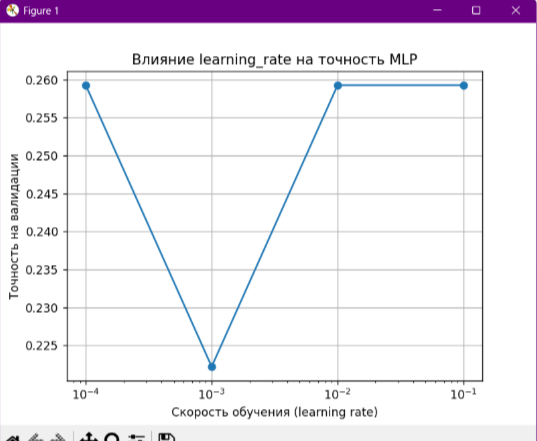 Figure 1
Влияние learning_rate на точность MLP
Точность на валидации
0.260
0.255
0.250
0.245
0.240
0.235
0.230
0.225
10⁻⁴ 10⁻³ 10⁻² 10⁻¹
Скорость обучения (learning rate)